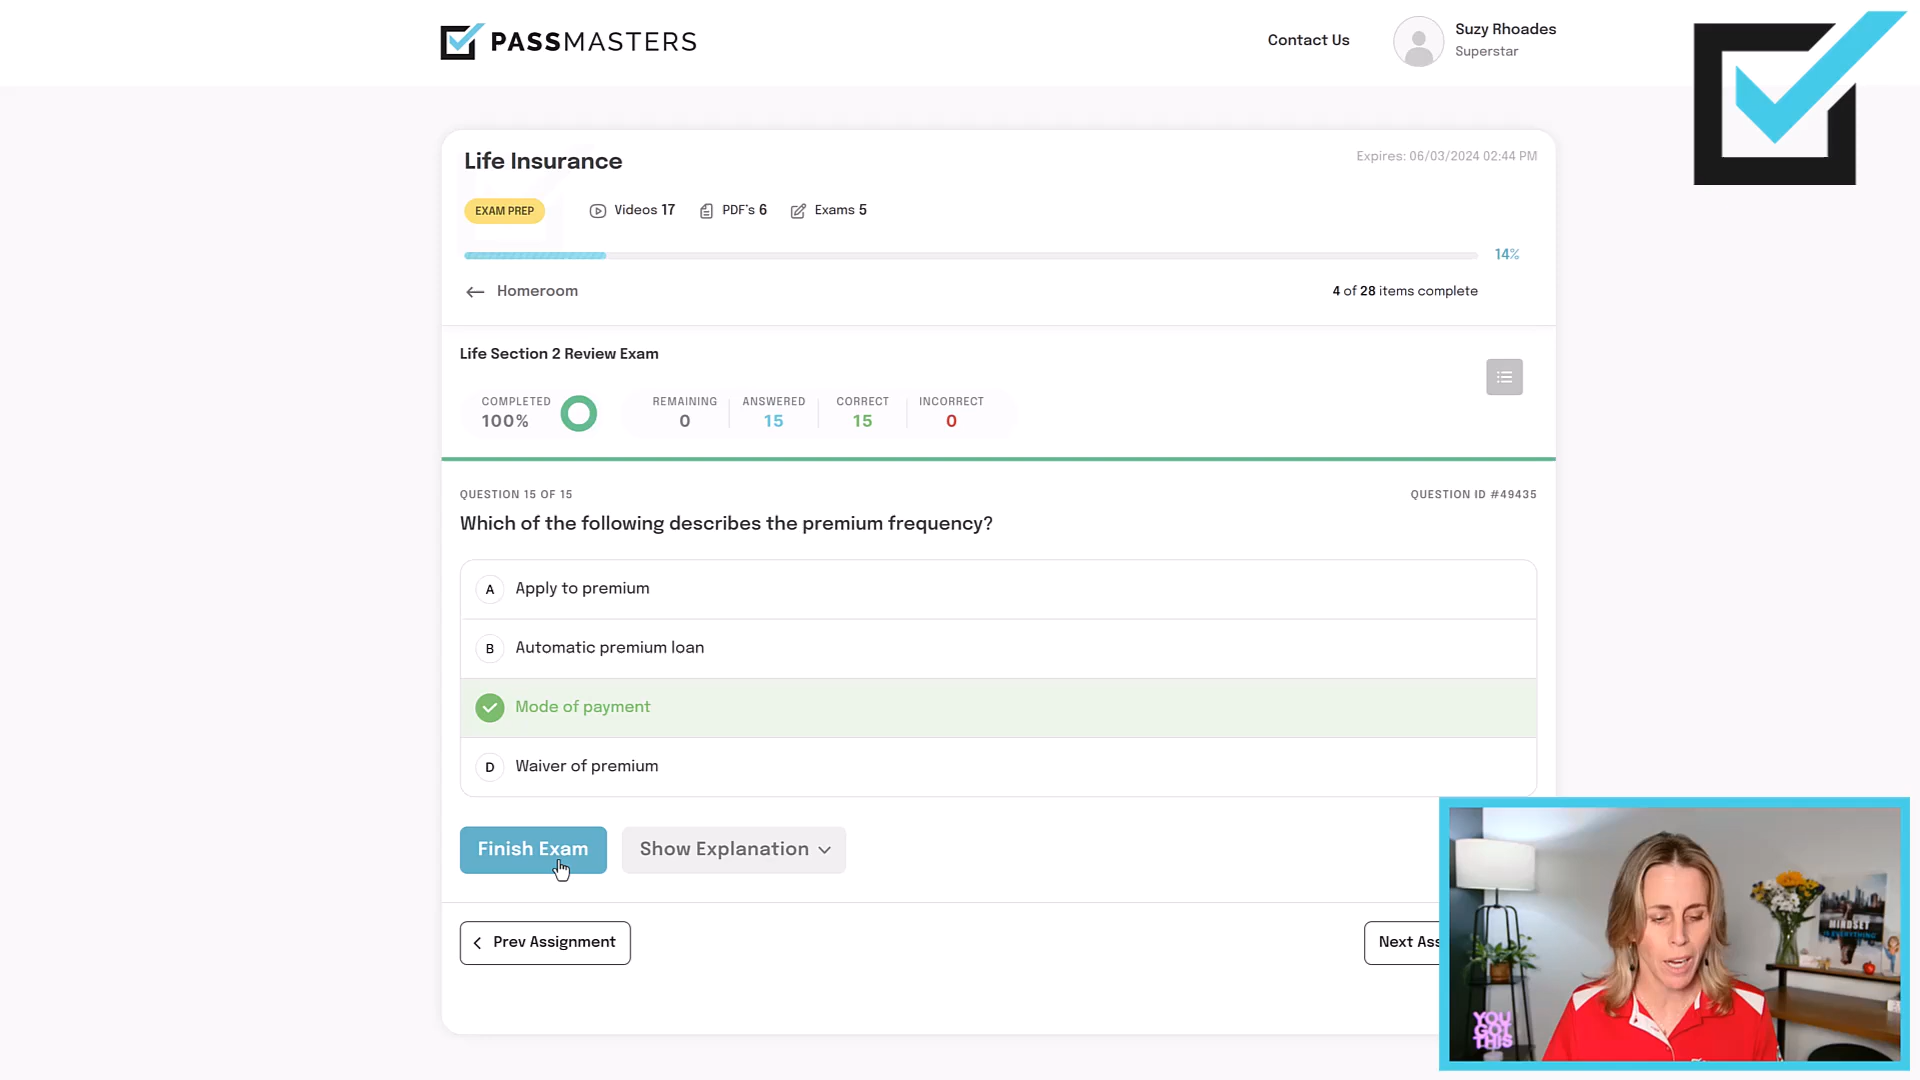 PASSMASTERS
Contact Us
Suzy Rhoades
Superstar
Life Insurance
Expires: 06/03/2024 02:44 PM
EXAM PREP
Videos 17
PDF's 6
Exams 5
14%
Homeroom
4 of 28 items complete
Life Section 2 Review Exam
COMPLETED
100%
REMAINING
0
ANSWERED
15
CORRECT
15
INCORRECT
0
QUESTION 15 OF 15
QUESTION ID #49435
Which of the following describes the premium frequency?
A Apply to premium
B Automatic premium loan
Mode of payment
D Waiver of premium
Finish Exam
Show Explanation
Prev Assignment
Next Ass
MINDSET
IS EVERYTHING
YOU
GOT
THIS